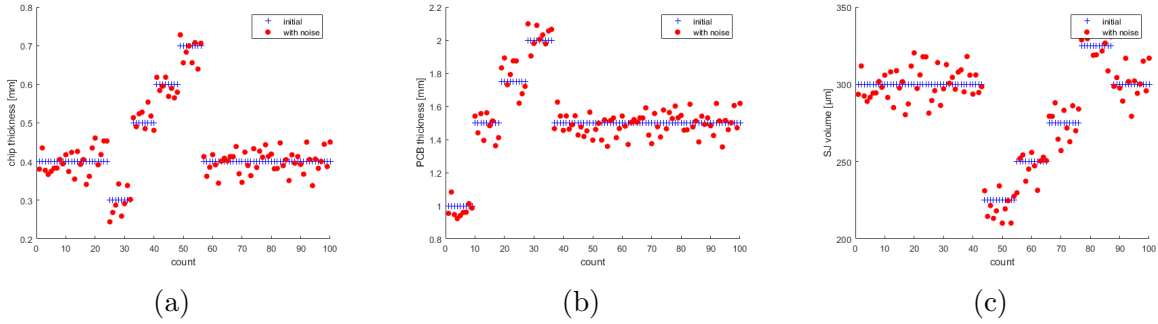 0.8
0.7
0.6
0.5
0.4
0.3
0.2
chip thickness [mm]
0 10 20 30 40 50 60 70 80 90 100
count
initial
with noise
(a)
2.2
2
1.8
1.6
1.4
1.2
1
0.8
PCB thickness [mm]
0 10 20 30 40 50 60 70 80 90 100
count
initial
with noise
(b)
350
300
250
200
SJ volume [µm]
0 10 20 30 40 50 60 70 80 90 100
count
initial
with noise
(c)